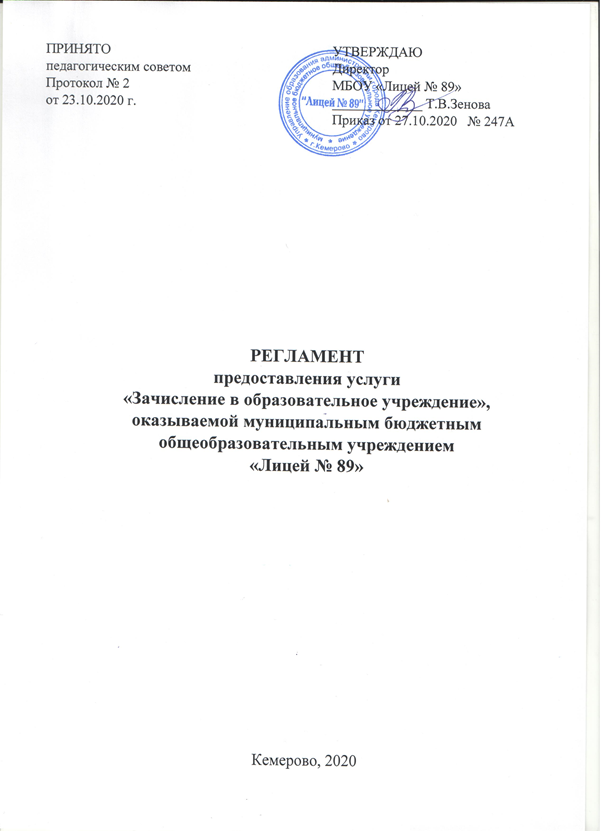 ПРИНЯТО
педагогическим советом
Протокол № 2
от 23.10.2020 г.
УТВЕРЖДАЮ
Директор
МБОУ «Лицей № 89»
Т.В.Зенова
Приказ от 27.10.2020 № 247А
"Лицей № 89"
г.Кемерово
РЕГЛАМЕНТ
предоставления услуги
«Зачисление в образовательное учреждение»,
оказываемой муниципальным бюджетным
общеобразовательным учреждением
«Лицей № 89»
Кемерово, 2020